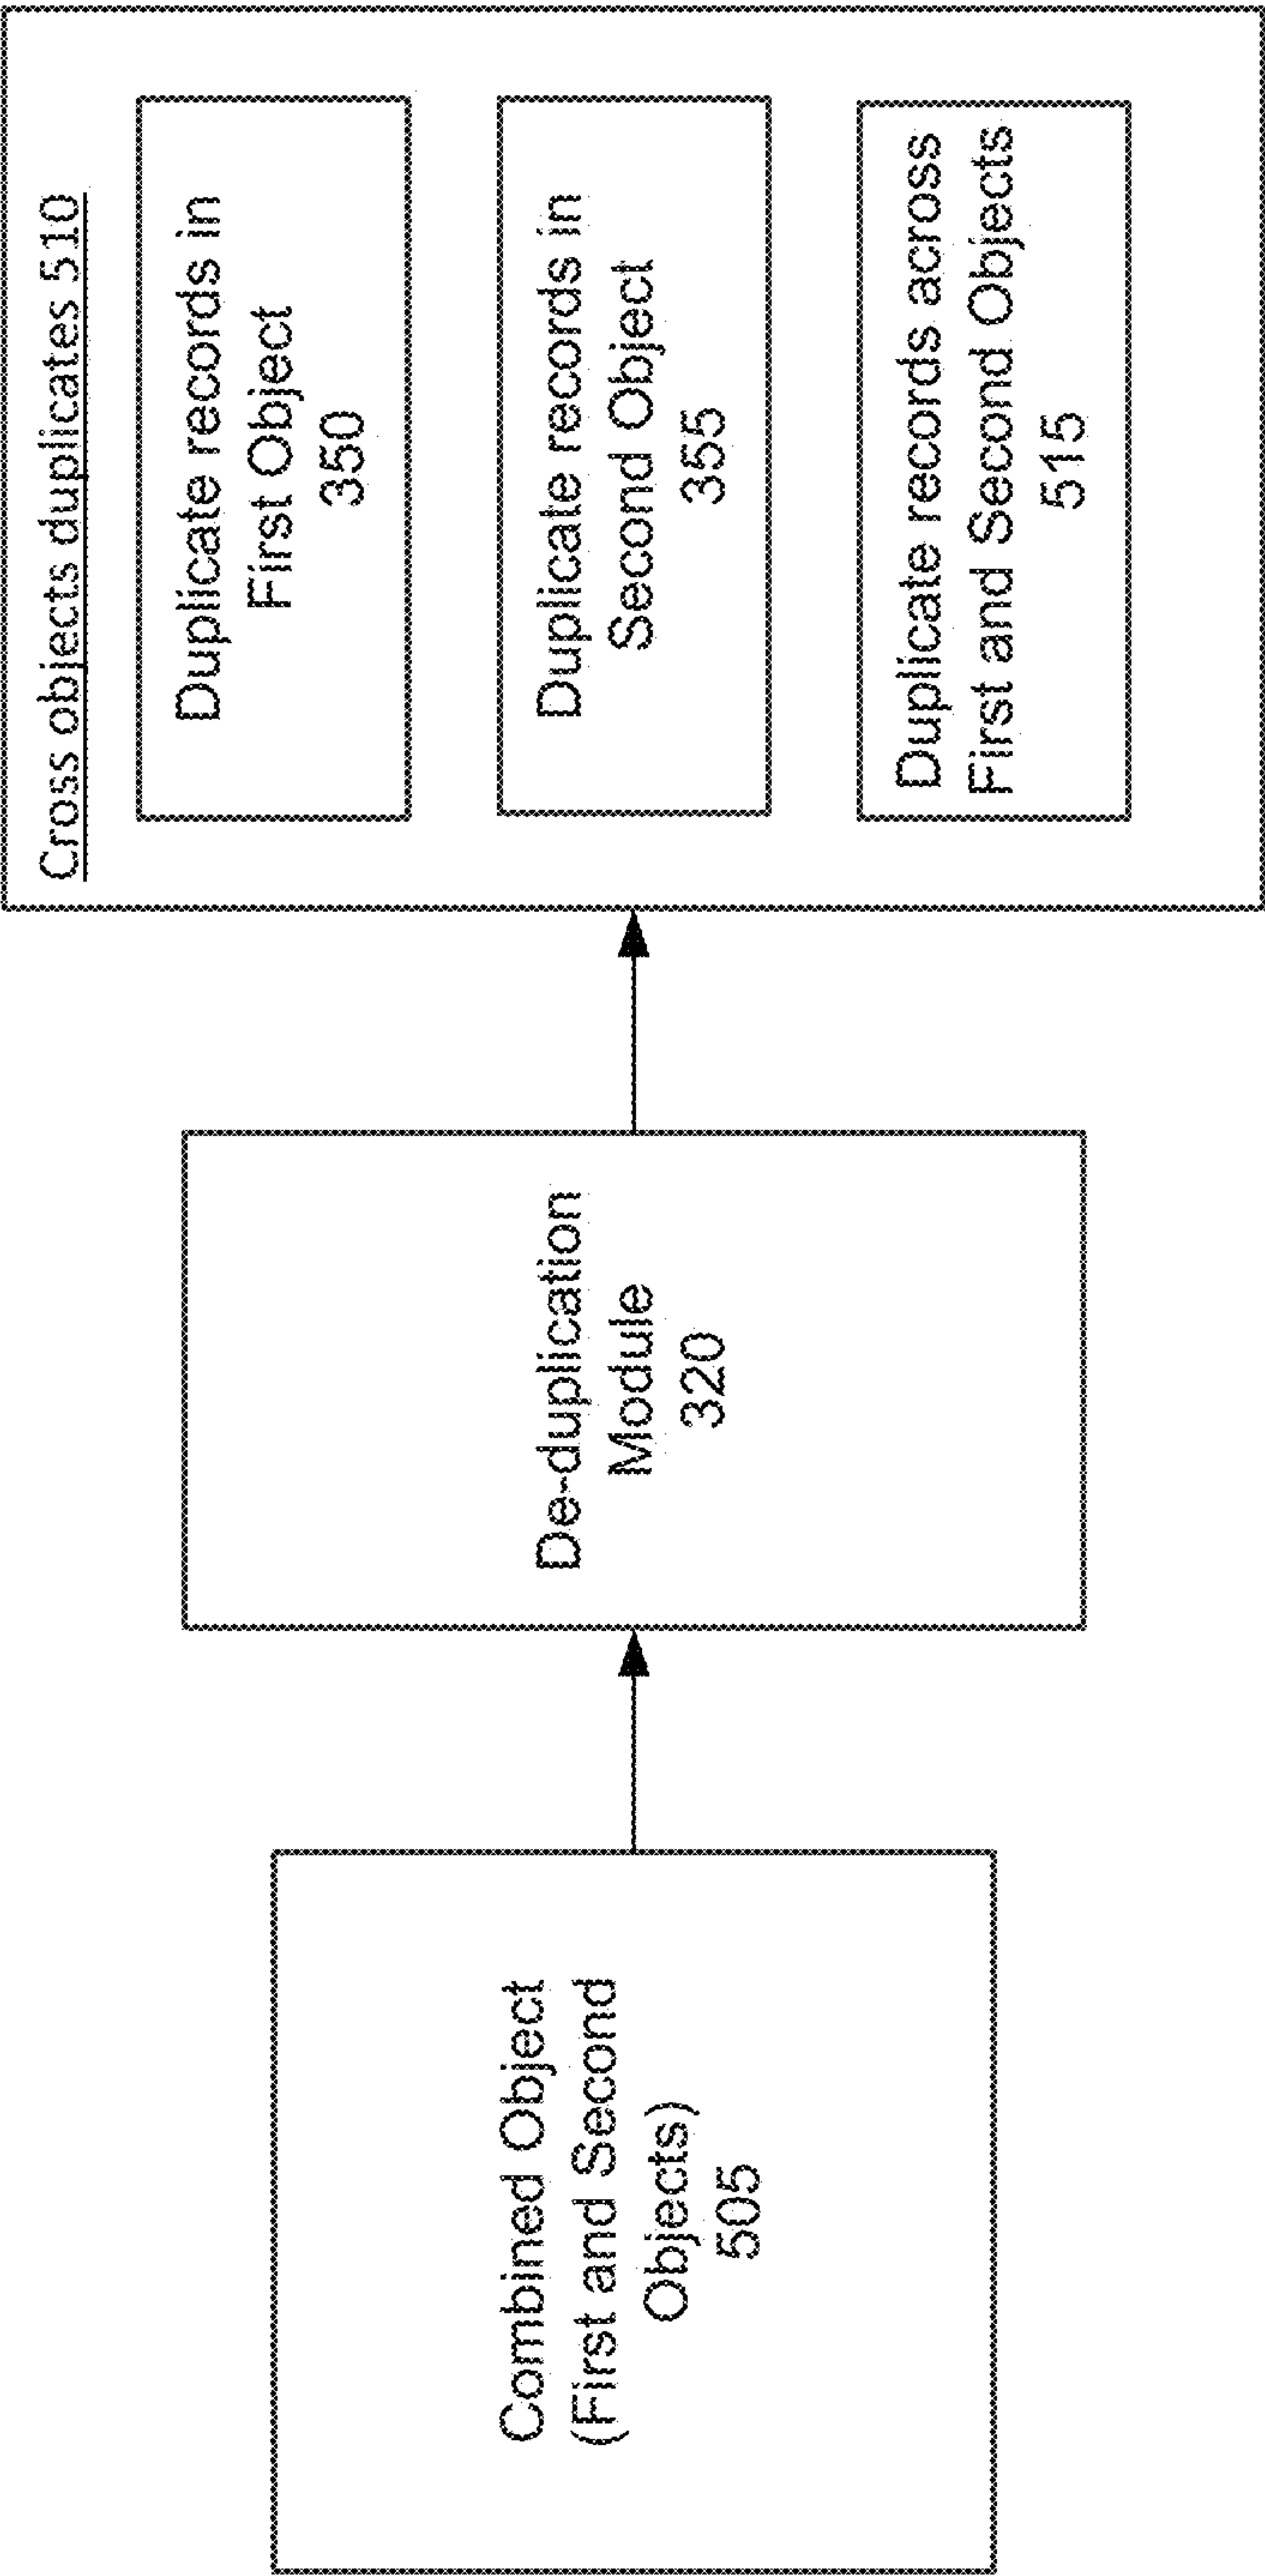 Combined Object
(First and Second
Objects)
505
De-duplication
Module
320
Cross objects duplicates 510
Duplicate records in
First Object
350
Duplicate records in
Second Object
355
Duplicate records across
First and Second Objects
515